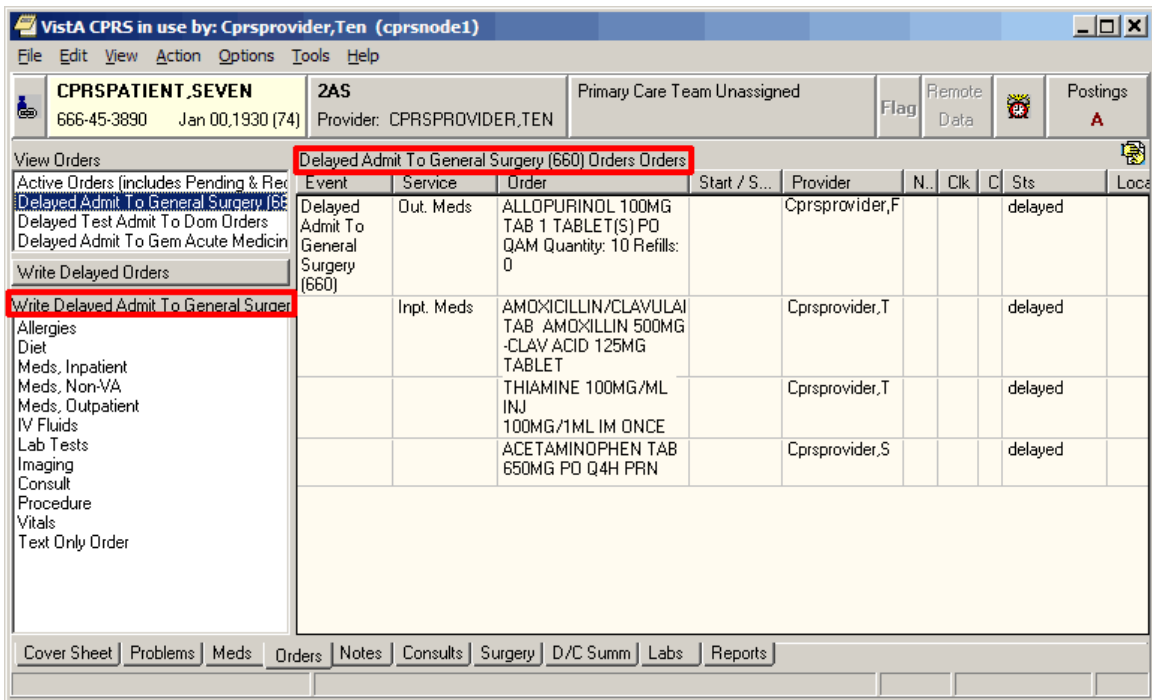 VistA CPRS in use by: Cprsprovider,Ten (cprsnode1)
File Edit View Action Options Tools Help
CPRSPATIENT,SEVEN
666-45-3890 Jan 00,1930 (74)
2AS
Provider: CPRSPROVIDER,TEN
Primary Care Team Unassigned
Flag
Remote
Data
Postings
A
View Orders
Active Orders (includes Pending & Rec
Delayed Admit To General Surgery (66
Delayed Test Admit To Dom Orders
Delayed Admit To Gem Acute Medicin
Write Delayed Orders
Write Delayed Admit To General Surger
Allergies
Diet
Meds, Inpatient
Meds, Non-VA
Meds, Outpatient
IV Fluids
Lab Tests
Imaging
Consult
Procedure
Vitals
Text Only Order
Delayed Admit To General Surgery (660) Orders Orders
Event Service Order Start / S... Provider N.. Clk C Sts Loca
Delayed
Admit To
General
Surgery
(660)
Out. Meds
ALLOPURINOL 100MG
TAB 1 TABLET(S) PO
QAM Quantity: 10 Refills:
0
Cprsprovider,F
delayed
Inpt. Meds
AMOXICILLIN/CLAVULAI
TAB AMOXILLIN 500MG
-CLAV ACID 125MG
TABLET
Cprsprovider,T
delayed
THIAMINE 100MG/ML
INJ
100MG/1ML IM ONCE
Cprsprovider,T
delayed
ACETAMINOPHEN TAB
650MG PO Q4H PRN
Cprsprovider,S
delayed
Cover Sheet Problems Meds Orders Notes Consults Surgery D/C Summ Labs Reports